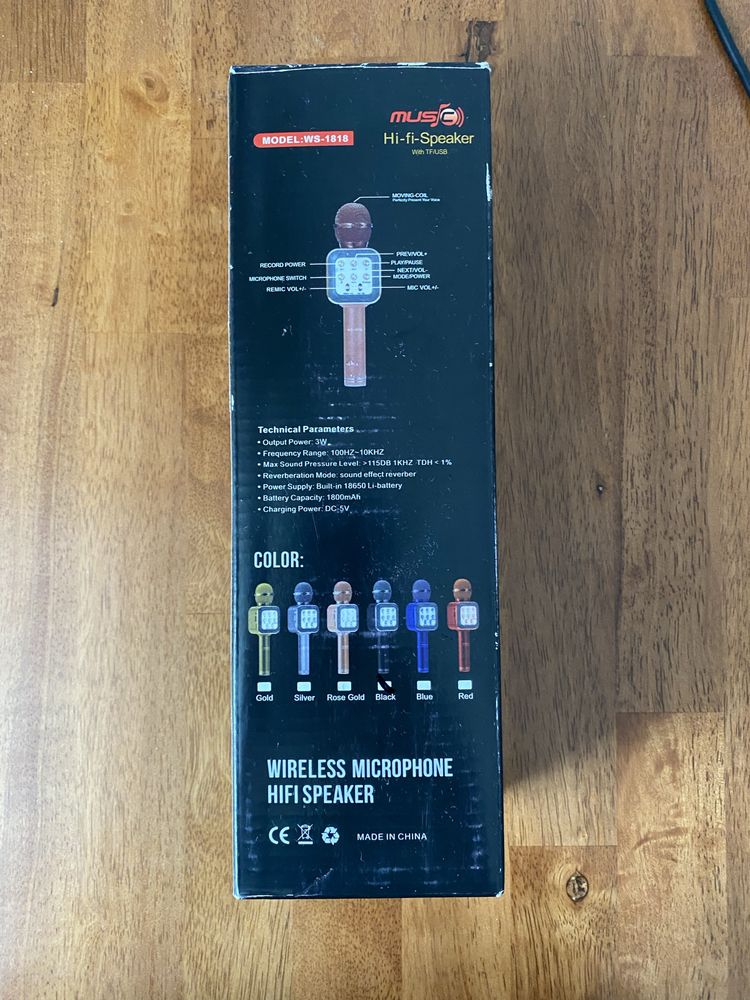 MUSIC
MODEL:WS-1818
Hi-fi-Speaker
With TF/USB
MOVING-COIL
Perfectly Present Your Voice
PREV/VOL+
RECORD POWER
PLAY/PAUSE
NEXT/VOL-
MICROPHONE SWITCH
MODE/POWER
REMIC VOL+/-
MIC VOL+/-
Technical Parameters
• Output Power: 3W
• Frequency Range: 100HZ~10KHZ
• Max Sound Pressure Level: >115DB 1KHZ TDH < 1%
• Reverberation Mode: sound effect reverber
• Power Supply: Built-in 18650 Li-battery
• Battery Capacity: 1800mAh
• Charging Power: DC-5V
COLOR:
Gold Silver Rose Gold Black Blue Red
WIRELESS MICROPHONE
HIFI SPEAKER
CE MADE IN CHINA